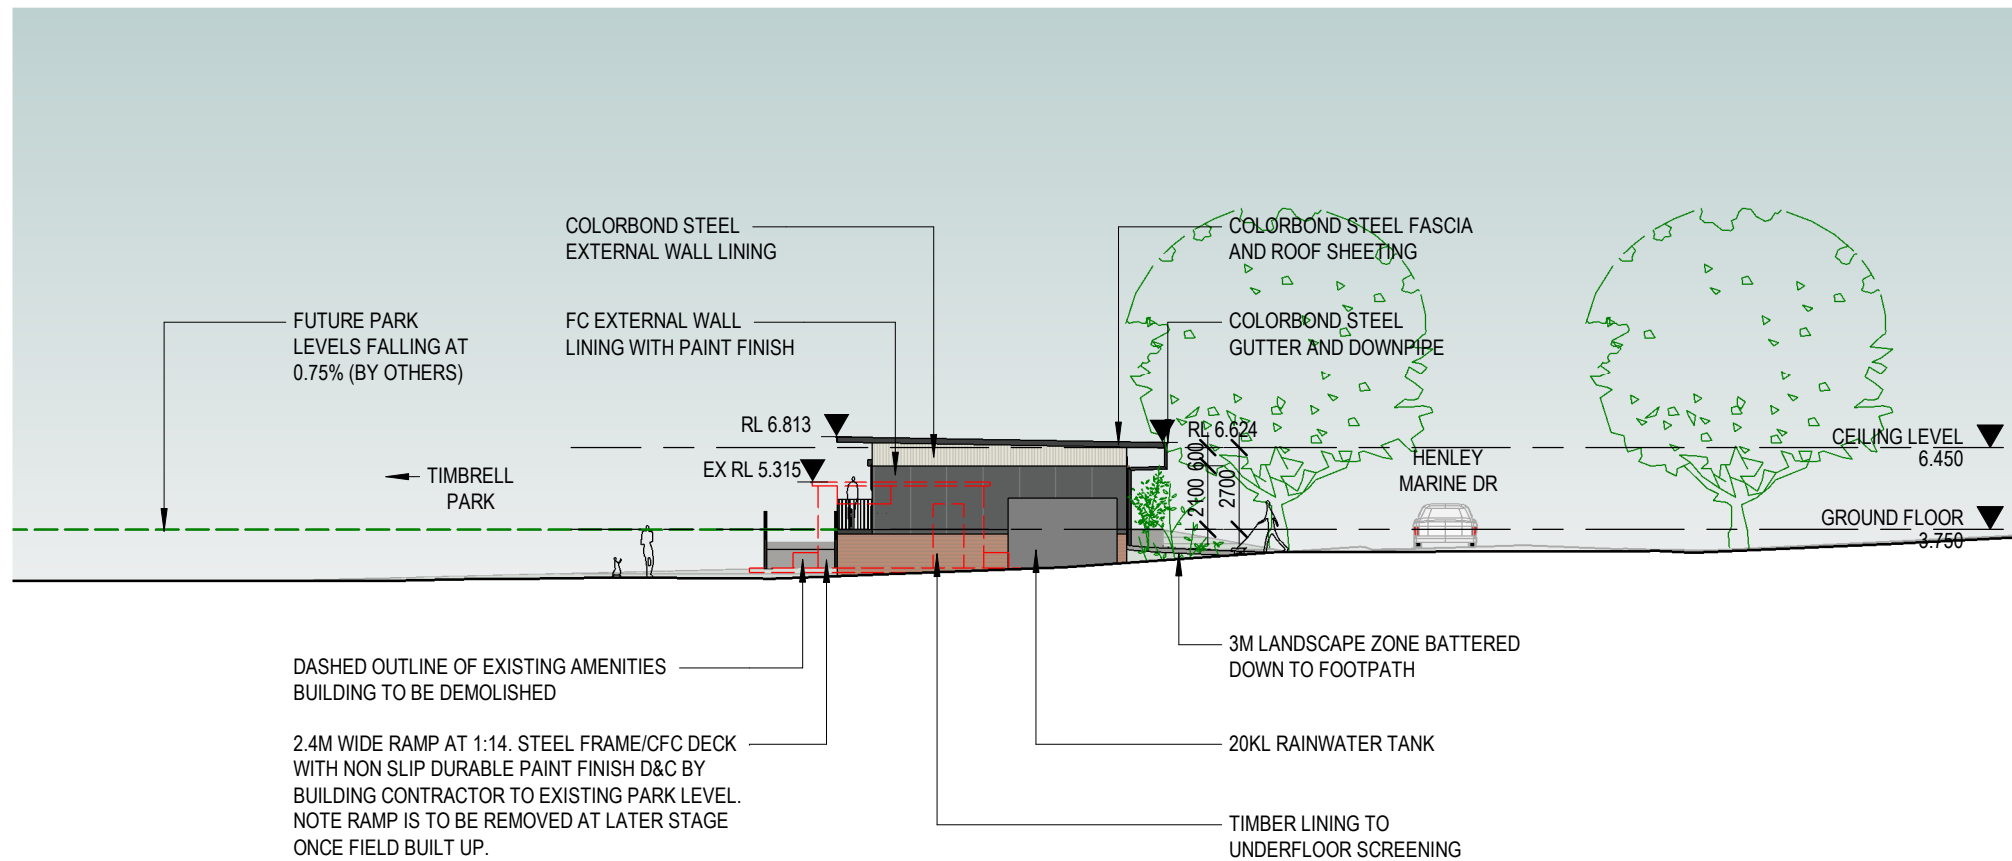 COLORBOND STEEL
EXTERNAL WALL LINING
COLORBOND STEEL FASCIA
AND ROOF SHEETING
FUTURE PARK
LEVELS FALLING AT
0.75% (BY OTHERS)
FC EXTERNAL WALL
LINING WITH PAINT FINISH
COLORBOND STEEL
GUTTER AND DOWNPIPE
RL 6.813
RL 6.624
CEILING LEVEL
6.450
EX RL 5.315
TIMBRELL
PARK
600
2100
2700
HENLEY
MARINE DR
GROUND FLOOR
3.750
DASHED OUTLINE OF EXISTING AMENITIES
BUILDING TO BE DEMOLISHED
3M LANDSCAPE ZONE BATTERED
DOWN TO FOOTPATH
2.4M WIDE RAMP AT 1:14. STEEL FRAME/CFC DECK
WITH NON SLIP DURABLE PAINT FINISH D&C BY
BUILDING CONTRACTOR TO EXISTING PARK LEVEL.
NOTE RAMP IS TO BE REMOVED AT LATER STAGE
ONCE FIELD BUILT UP.
20KL RAINWATER TANK
TIMBER LINING TO
UNDERFLOOR SCREENING